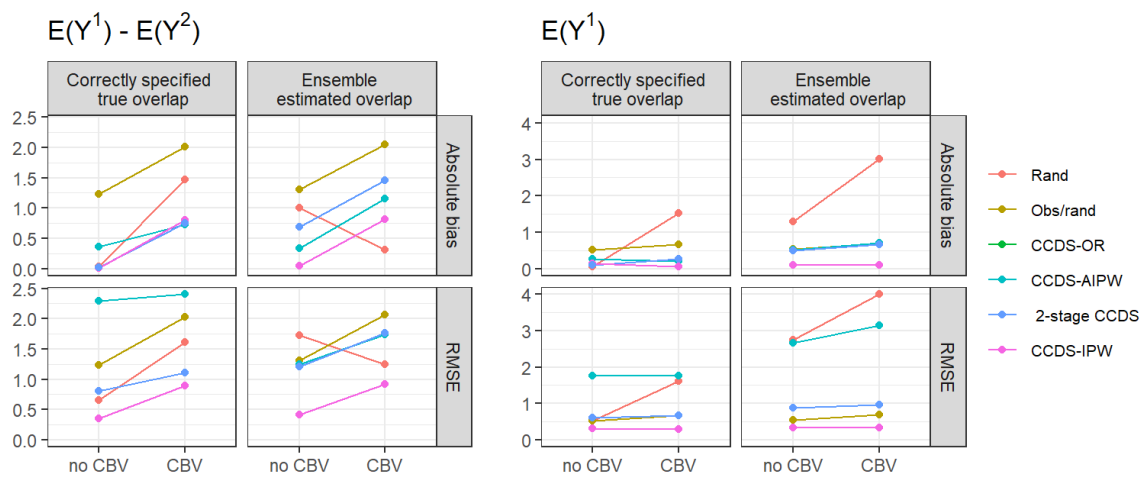 E(Y¹) - E(Y²)
Correctly specified
true overlap
Ensemble
estimated overlap
2.5
2.0
1.5
1.0
0.5
0.0
Absolute bias
2.5
2.0
1.5
1.0
0.5
0.0
RMSE
no CBV
CBV
no CBV
CBV
E(Y¹)
Correctly specified
true overlap
Ensemble
estimated overlap
4
3
2
1
0
Absolute bias
4
3
2
1
0
RMSE
no CBV
CBV
no CBV
CBV
Rand
Obs/rand
CCDS-OR
CCDS-AIPW
2-stage CCDS
CCDS-IPW